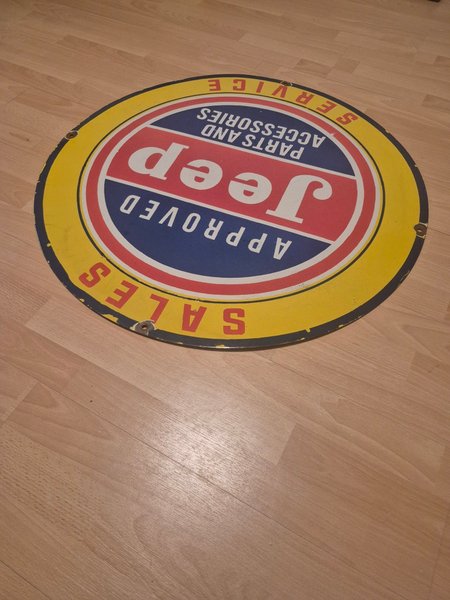 SALES
APPROVED
Jeep
PARTS AND
ACCESSORIES
SERVICE